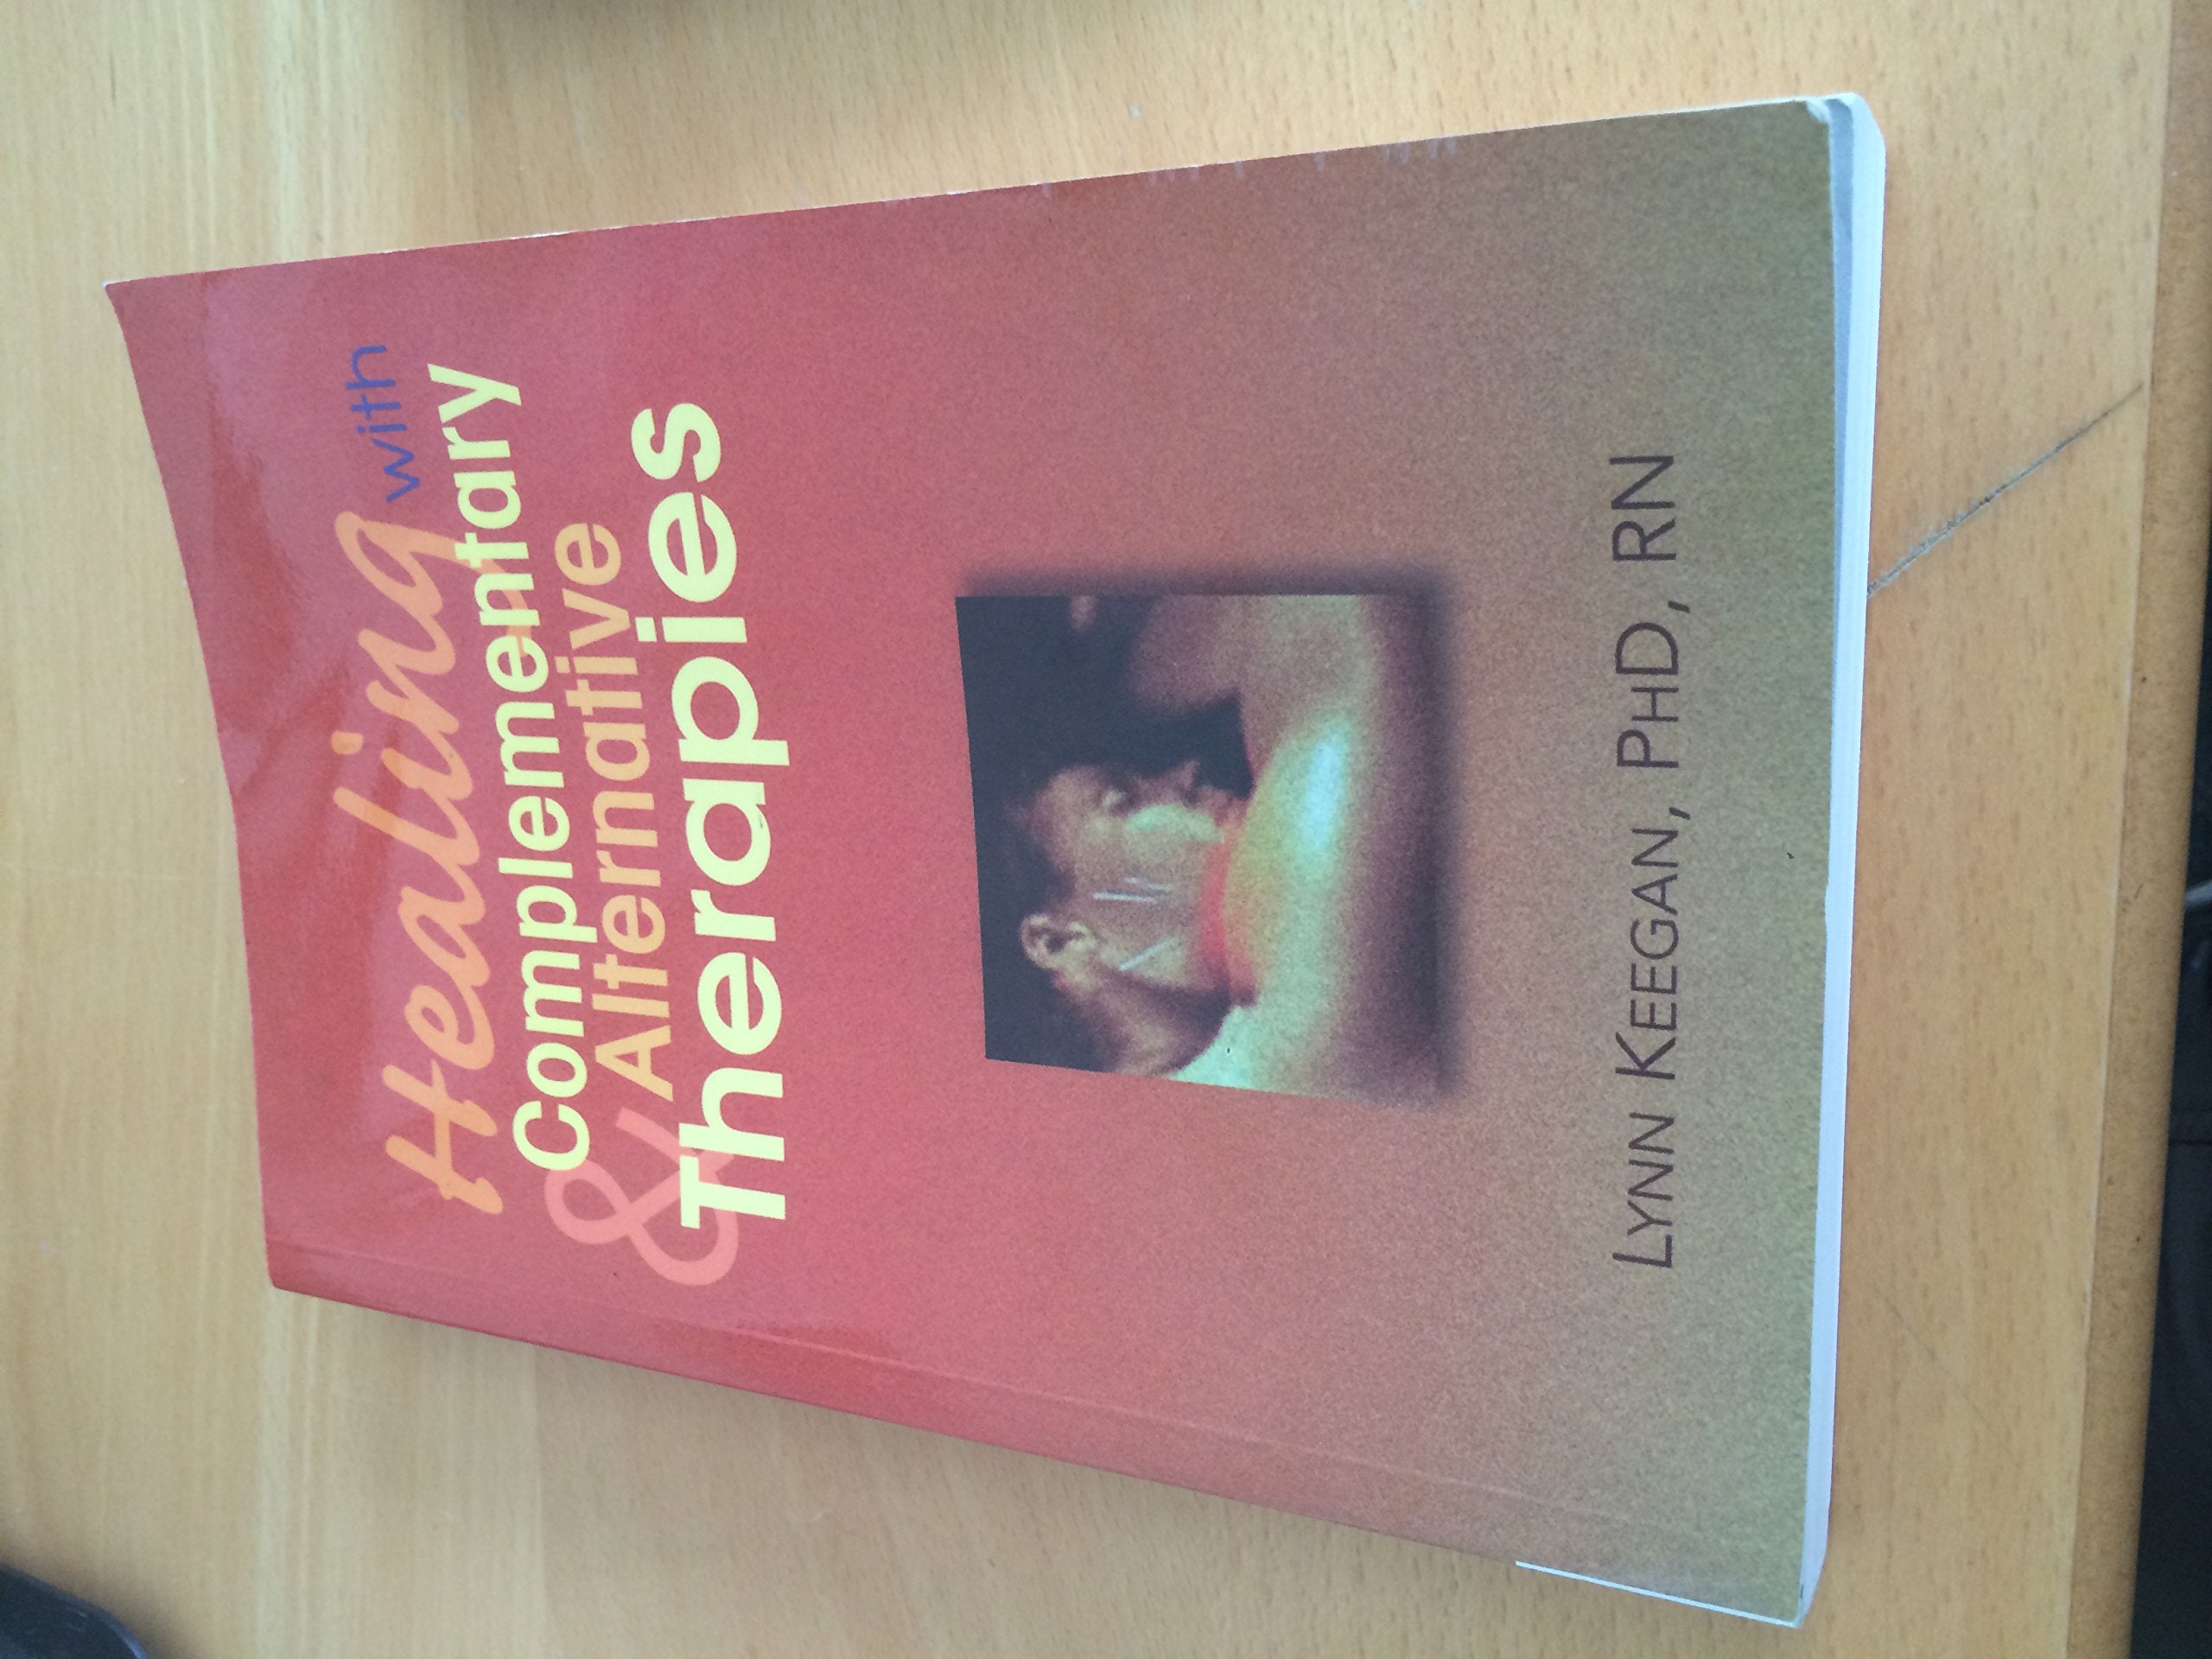 Healing with
Complementary
& Alternative
Therapies
LYNN KEEGAN, PHD, RN